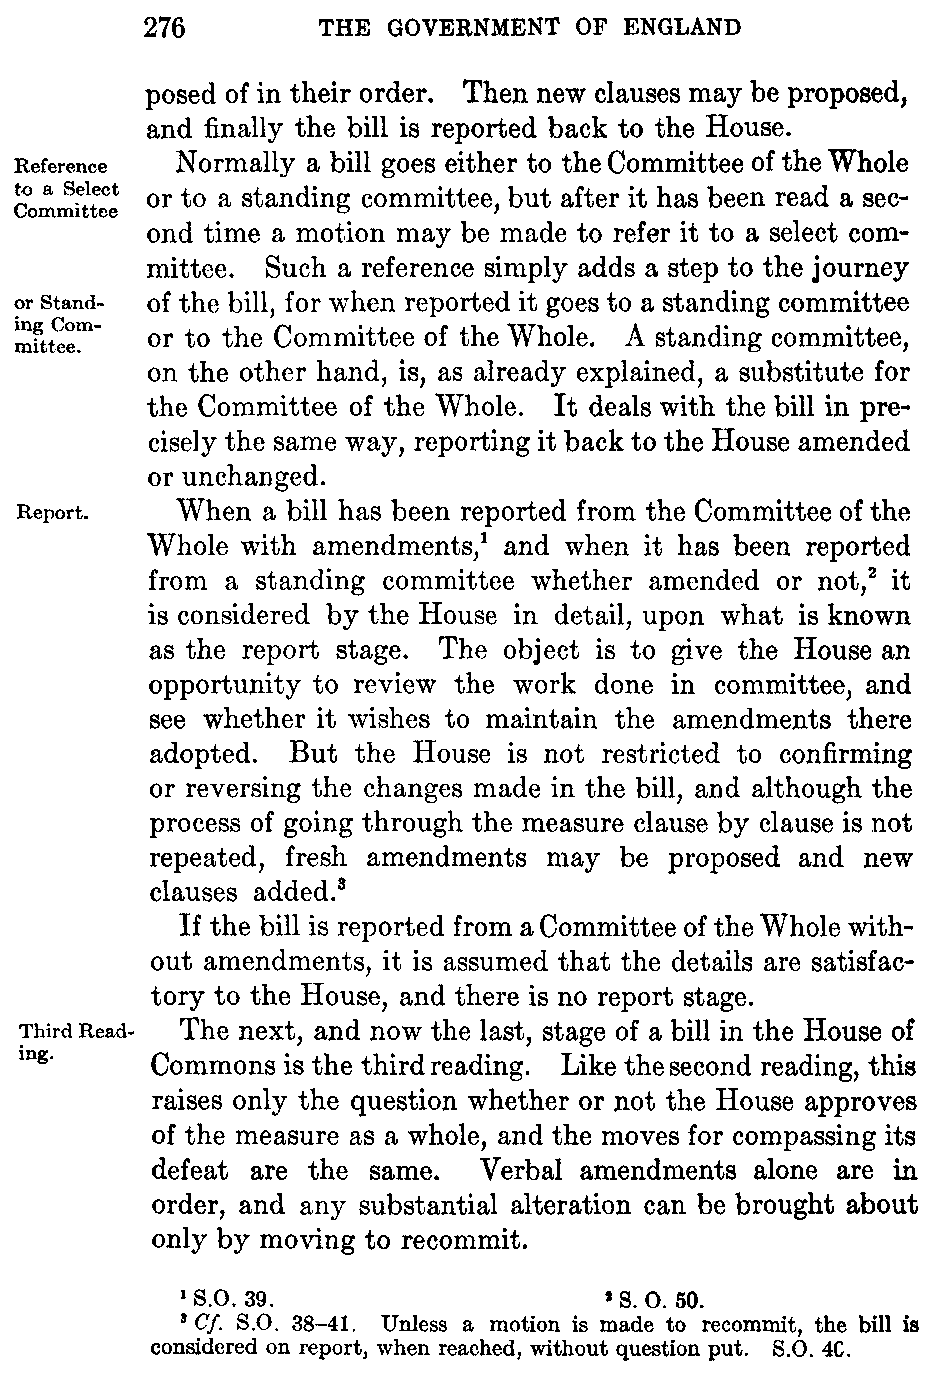 276 THE GOVERNMENT OF ENGLAND
posed of in their order. Then new clauses may be proposed,
and finally the bill is reported back to the House.
Reference
to a Select
Committee
Normally a bill goes either to the Committee of the Whole
or to a standing committee, but after it has been read a sec-
ond time a motion may be made to refer it to a select com-
mittee. Such a reference simply adds a step to the journey
or Stand-
ing Com-
mittee.
of the bill, for when reported it goes to a standing committee
or to the Committee of the Whole. A standing committee,
on the other hand, is, as already explained, a substitute for
the Committee of the Whole. It deals with the bill in pre-
cisely the same way, reporting it back to the House amended
or unchanged.
Report.
When a bill has been reported from the Committee of the
Whole with amendments,¹ and when it has been reported
from a standing committee whether amended or not,² it
is considered by the House in detail, upon what is known
as the report stage. The object is to give the House an
opportunity to review the work done in committee, and
see whether it wishes to maintain the amendments there
adopted. But the House is not restricted to confirming
or reversing the changes made in the bill, and although the
process of going through the measure clause by clause is not
repeated, fresh amendments may be proposed and new
clauses added.³
If the bill is reported from a Committee of the Whole with-
out amendments, it is assumed that the details are satisfac-
tory to the House, and there is no report stage.
Third Read-
ing.
The next, and now the last, stage of a bill in the House of
Commons is the third reading. Like the second reading, this
raises only the question whether or not the House approves
of the measure as a whole, and the moves for compassing its
defeat are the same. Verbal amendments alone are in
order, and any substantial alteration can be brought about
only by moving to recommit.
¹ S.O. 39. ² S. O. 50.
³ Cf. S.O. 38–41. Unless a motion is made to recommit, the bill is
considered on report, when reached, without question put. S.O. 40.